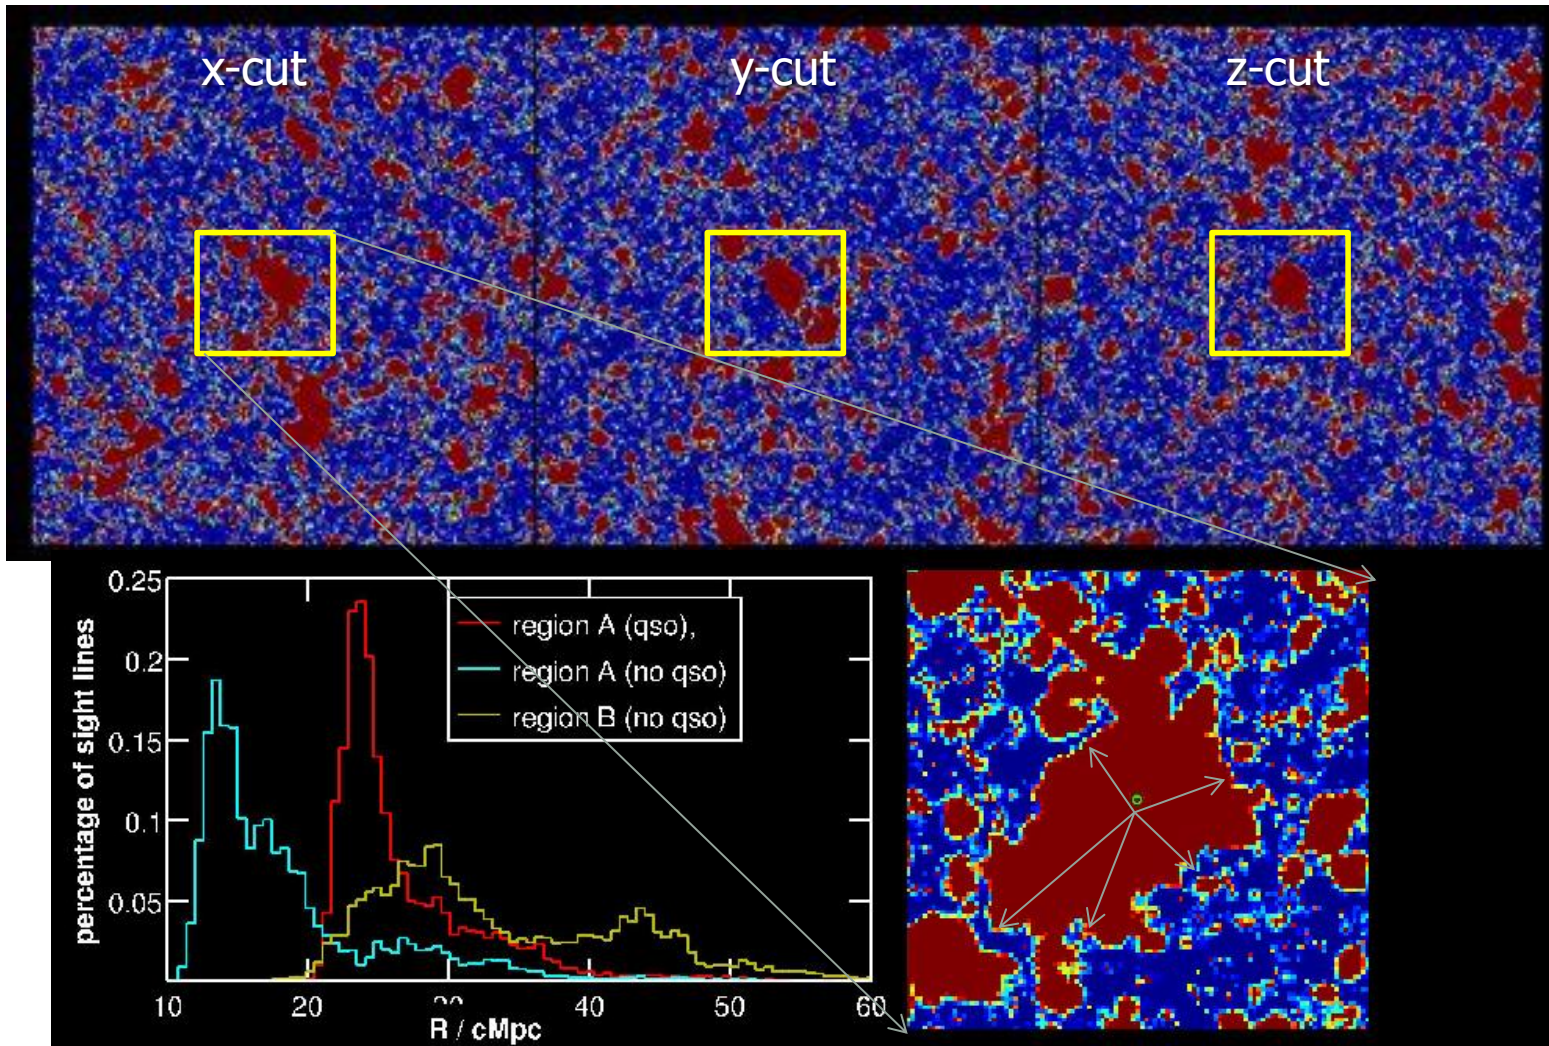 x-cut
y-cut
z-cut
0.25
0.2
0.15
0.1
0.05
percentage of sight lines
region A (qso),
region A (no qso)
region B (no qso)
10
20
40
50
60
R / cMpc